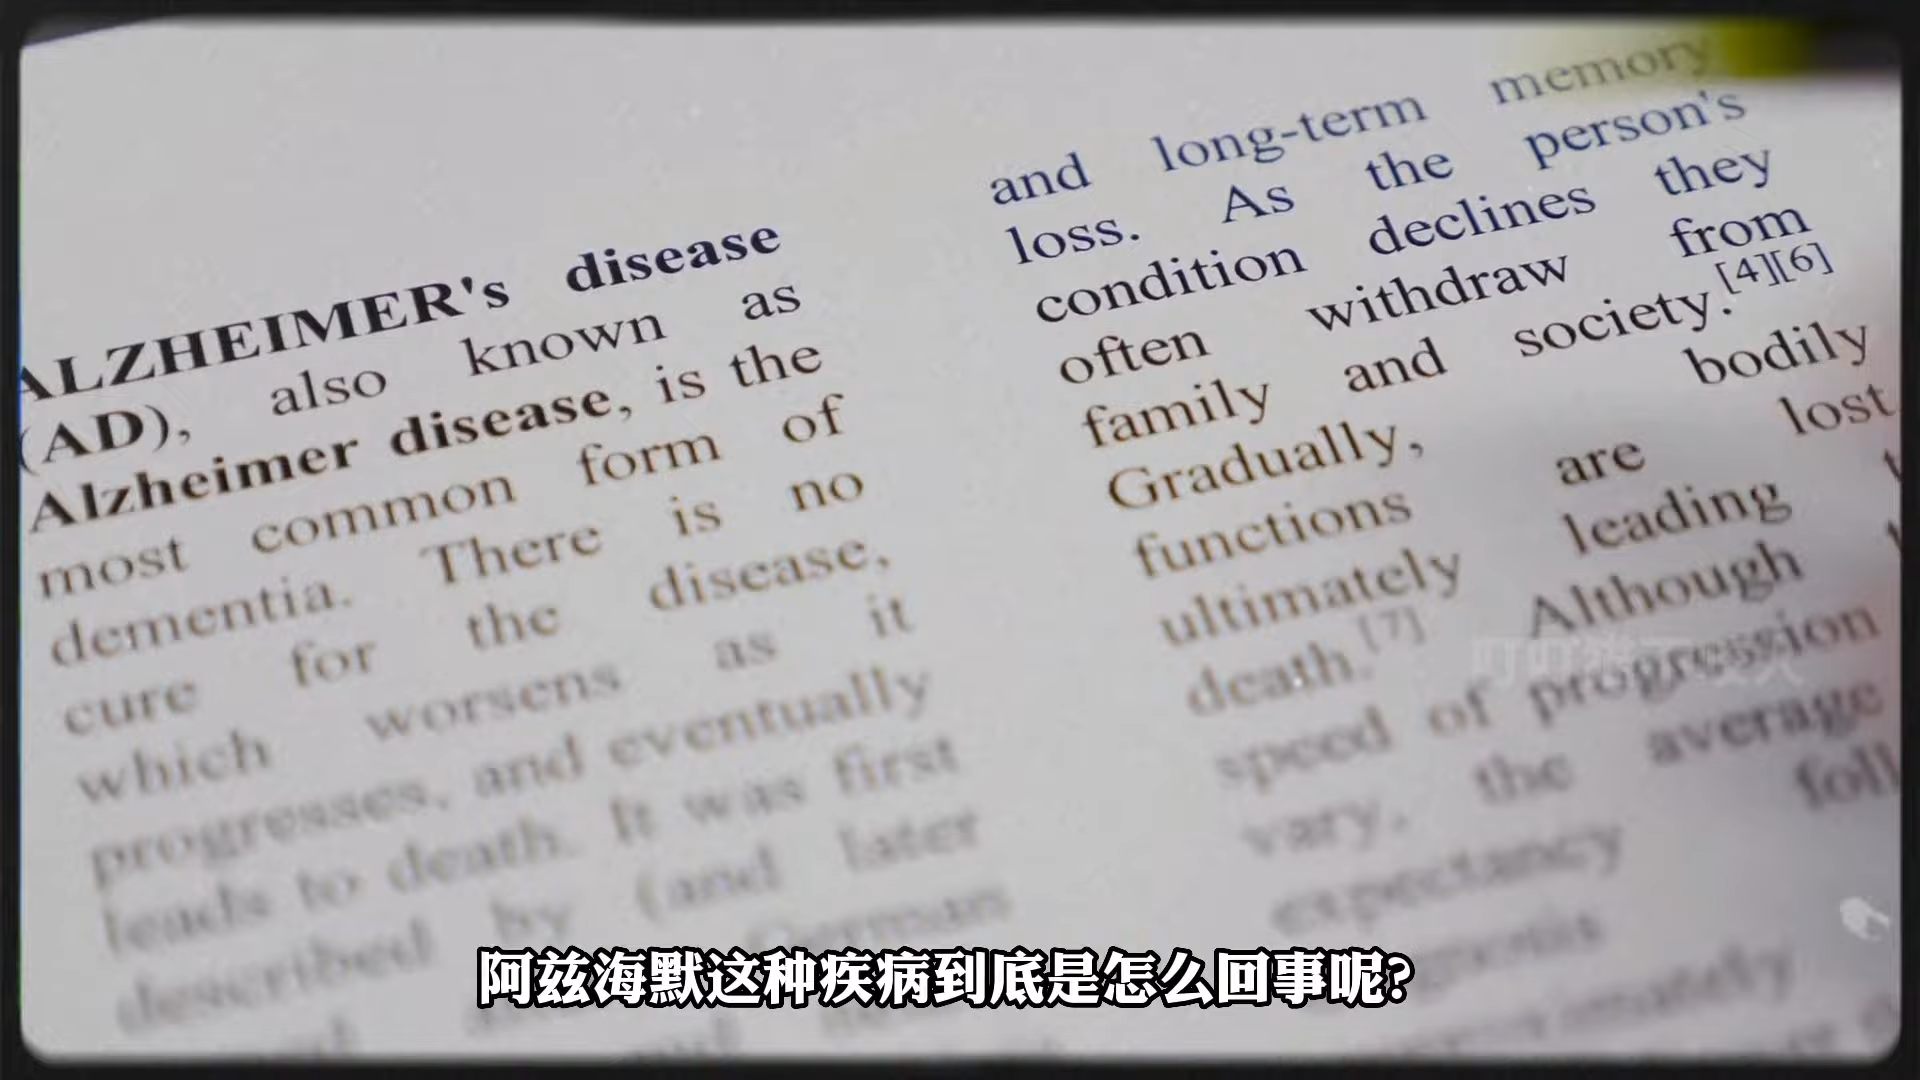 ALZHEIMER's disease
(AD), also known as
Alzheimer disease, is the
most common form of
dementia. There is no
cure for the disease,
which worsens as it
progresses, and eventually
leads to death. It was first
described by (and later
German
and long-term memory
loss. As the person's
condition declines they
often withdraw from
family and society.[4][6]
Gradually, bodily
functions are lost
ultimately leading
death.[7] Although
speed of progression
vary, the average
expectancy foll
阿兹海默这种疾病到底是怎么回事呢?